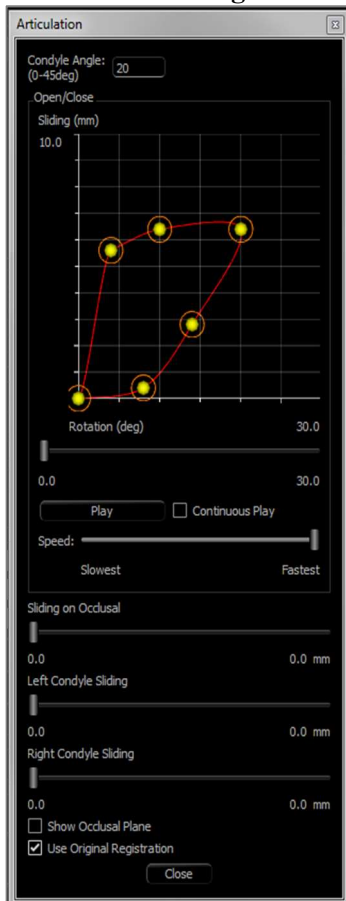 Articulation
Condyle Angle:
(0-45deg)
20
Open/Close
Sliding (mm)
10.0
Rotation (deg) 30.0
0.0 30.0
Play Continuous Play
Speed:
Slowest Fastest
Sliding on Occlusal
0.0 0.0 mm
Left Condyle Sliding
0.0 0.0 mm
Right Condyle Sliding
0.0 0.0 mm
Show Occlusal Plane
Use Original Registration
Close